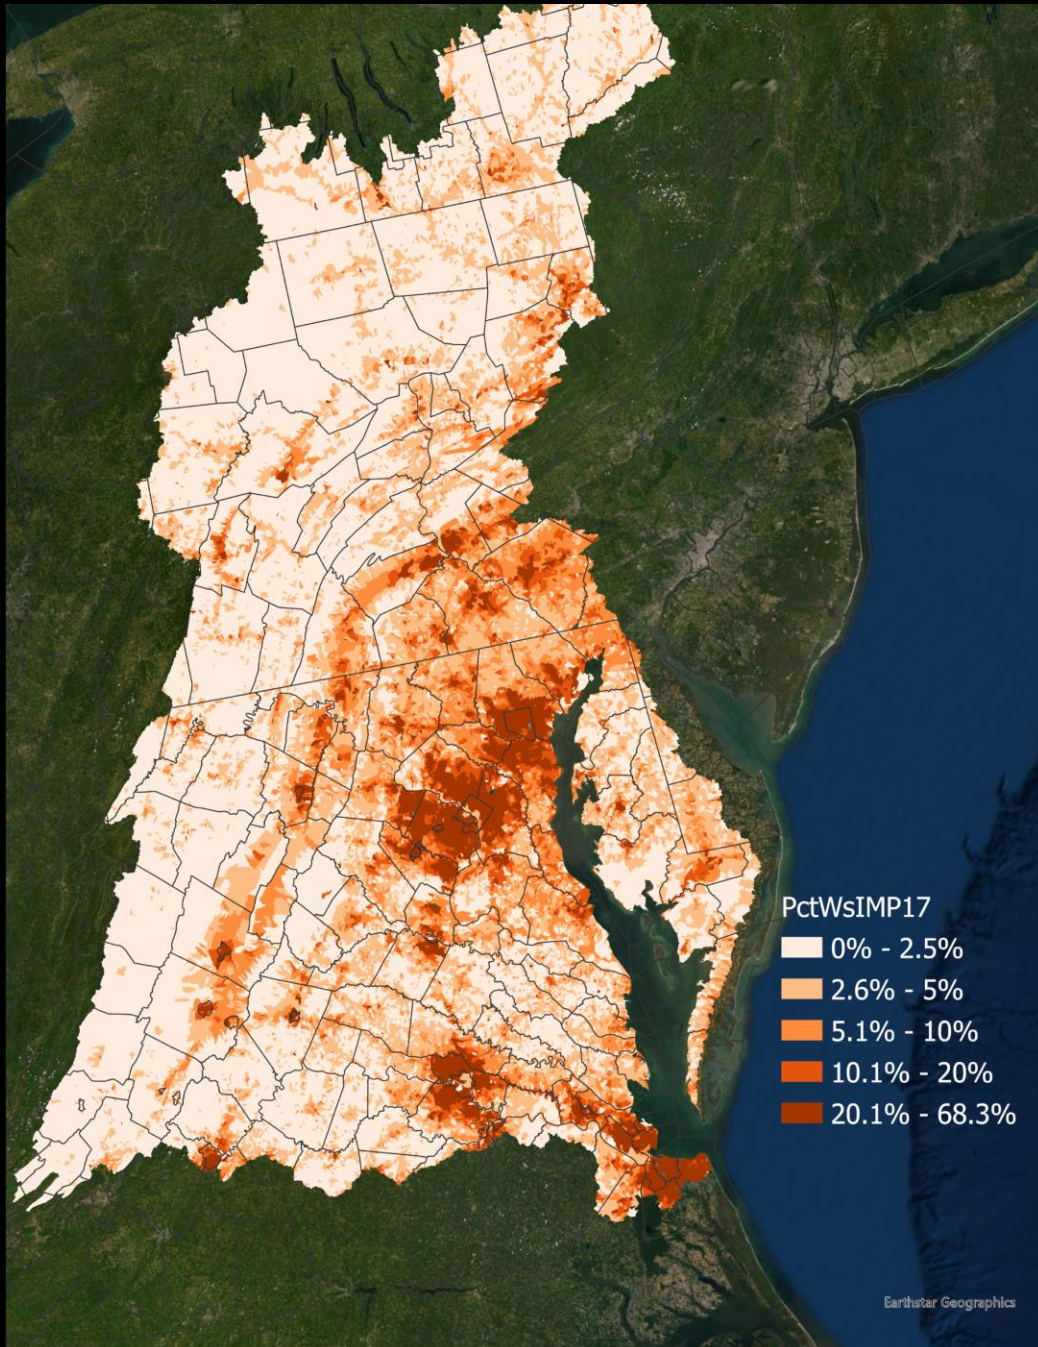 PctWsIMP17
0% - 2.5%
2.6% - 5%
5.1% - 10%
10.1% - 20%
20.1% - 68.3%
Earthstar Geographics